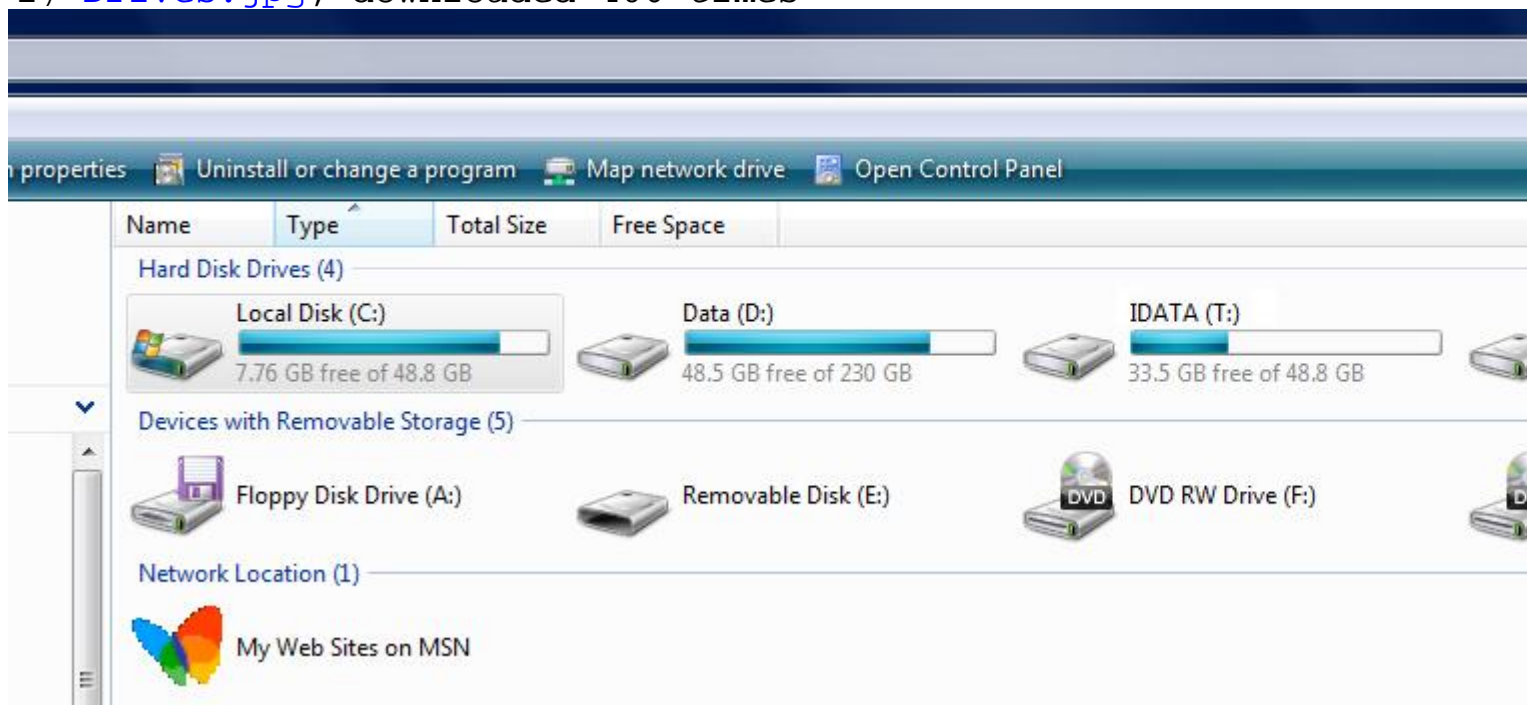 properties Uninstall or change a program Map network drive Open Control Panel
Name Type Total Size Free Space
Hard Disk Drives (4)
Local Disk (C:) Data (D:) IDATA (T:)
7.76 GB free of 48.8 GB 48.5 GB free of 230 GB 33.5 GB free of 48.8 GB
Devices with Removable Storage (5)
Floppy Disk Drive (A:) Removable Disk (E:) DVD DVD RW Drive (F:)
Network Location (1)
My Web Sites on MSN